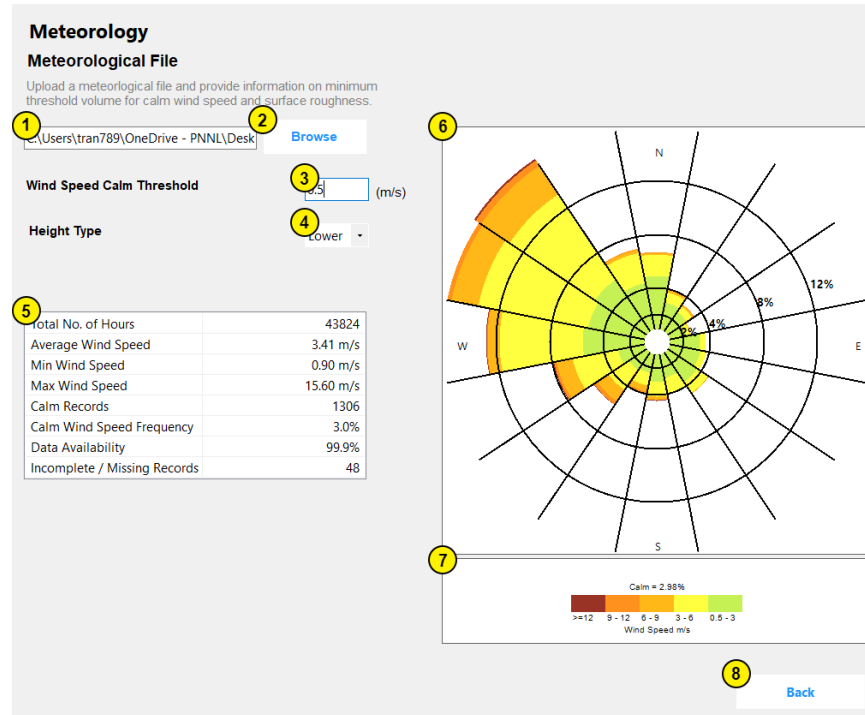 Meteorology
Meteorological File
Upload a meteorlogical file and provide information on minimum
threshold volume for calm wind speed and surface roughness.
1
2
:\Users\tran789\OneDrive - PNNL\Desk
Browse
3
Wind Speed Calm Threshold
.5
(m/s)
4
Height Type
Lower
5
Total No. of Hours 43824
Average Wind Speed 3.41 m/s
Min Wind Speed 0.90 m/s
Max Wind Speed 15.60 m/s
Calm Records 1306
Calm Wind Speed Frequency 3.0%
Data Availability 99.9%
Incomplete / Missing Records 48
6
N
12%
8%
4%
2%
W
E
S
7
Calm = 2.98%
>=12 9 - 12 6 - 9 3 - 6 0.5 - 3
Wind Speed m/s
8
Back